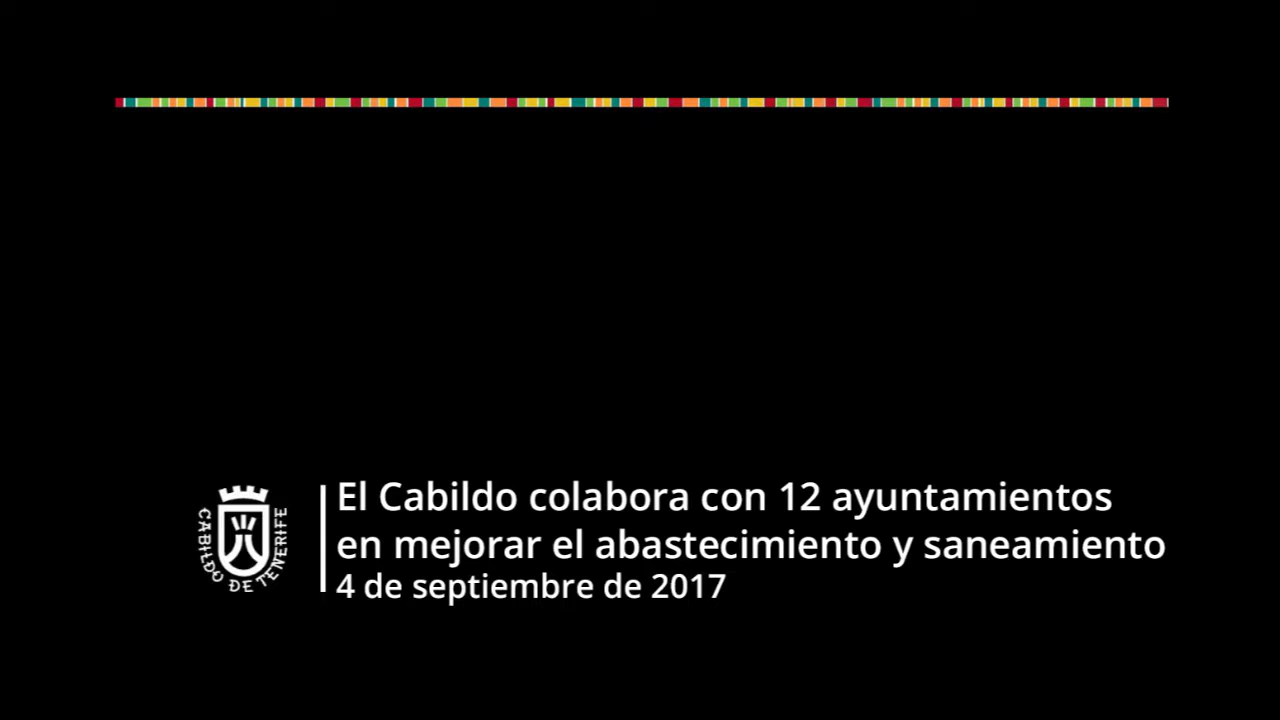 El Cabildo colabora con 12 ayuntamientos
en mejorar el abastecimiento y saneamiento
4 de septiembre de 2017
CABILDO DE TENERIFE